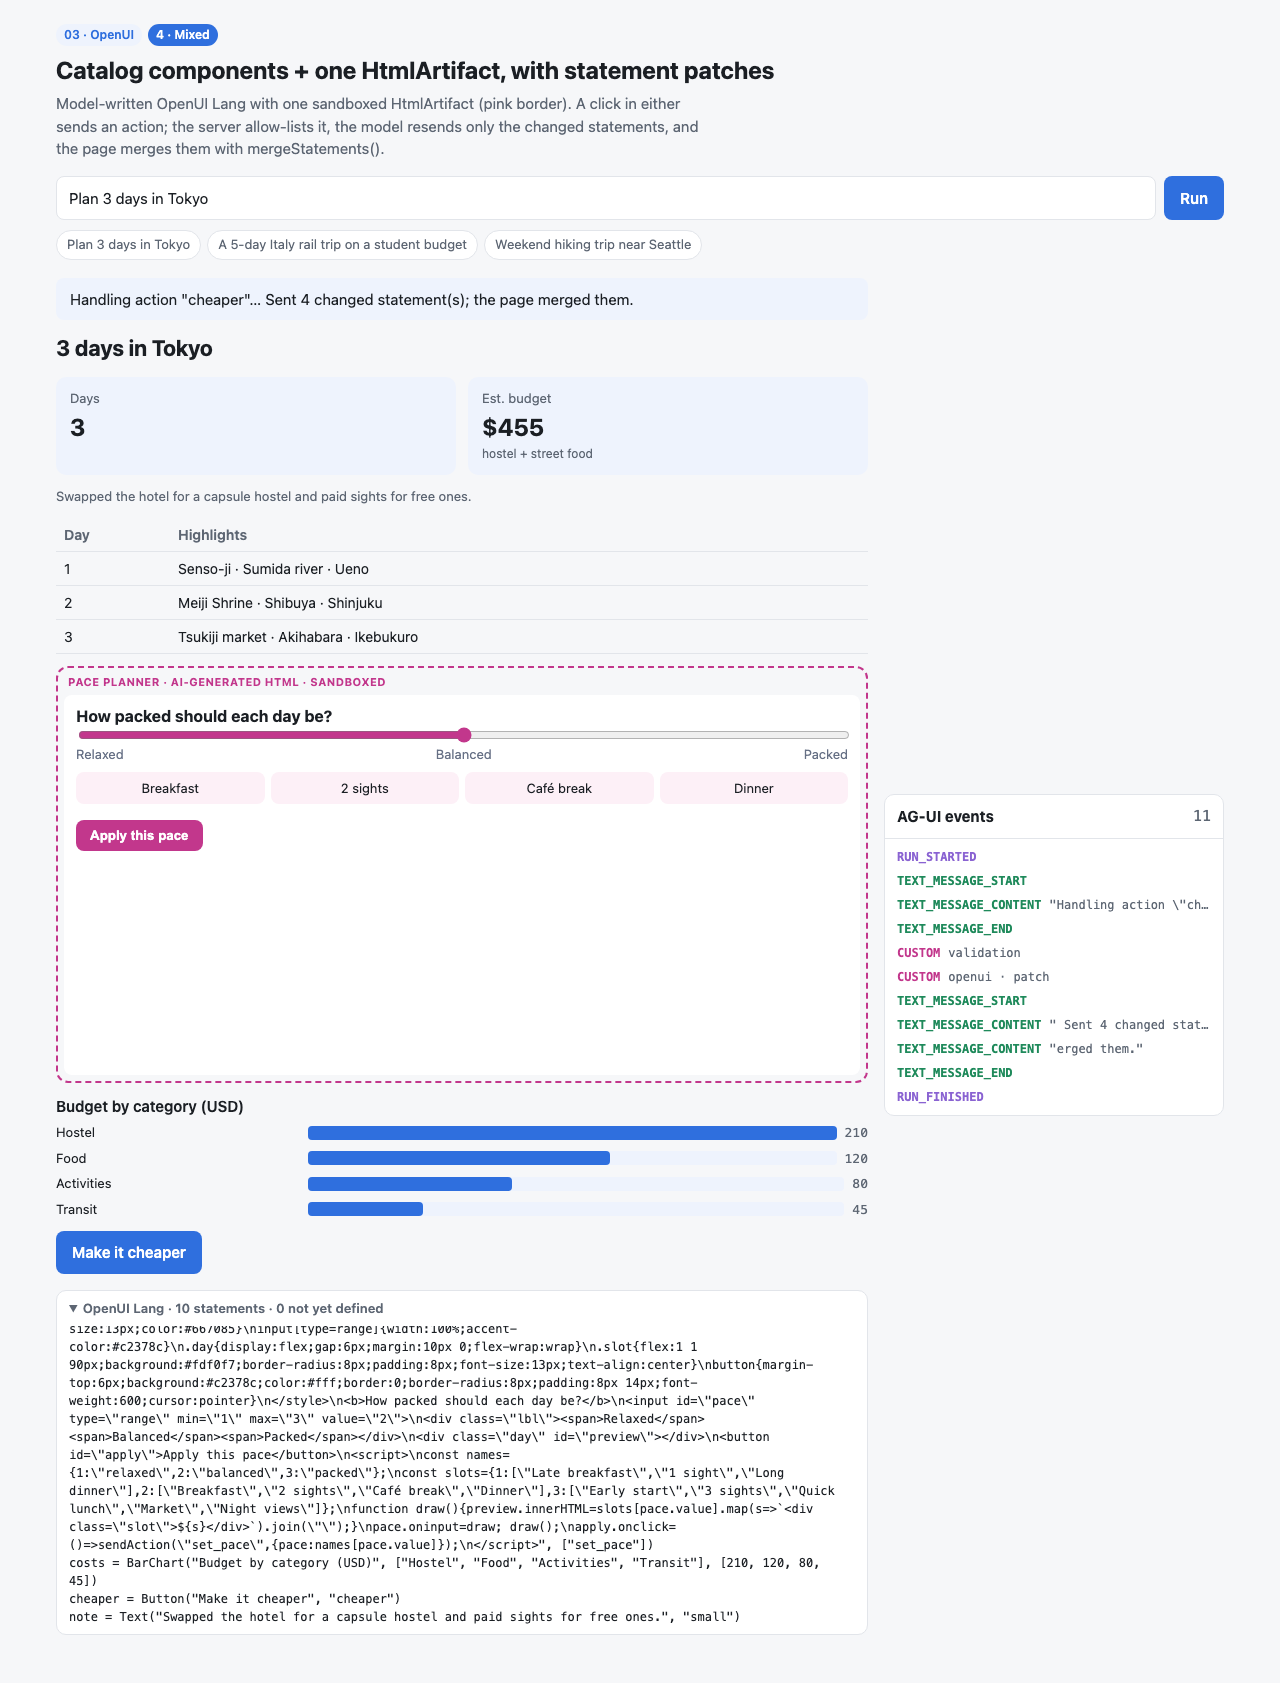 03 · OpenUI
4 · Mixed
Catalog components + one HtmlArtifact, with statement patches
Model-written OpenUI Lang with one sandboxed HtmlArtifact (pink border). A click in either
sends an action; the server allow-lists it, the model resends only the changed statements, and
the page merges them with mergeStatements().
Plan 3 days in Tokyo
Run
Plan 3 days in Tokyo
A 5-day Italy rail trip on a student budget
Weekend hiking trip near Seattle
Handling action "cheaper"... Sent 4 changed statement(s); the page merged them.
3 days in Tokyo
Days
3
Est. budget
$455
hostel + street food
Swapped the hotel for a capsule hostel and paid sights for free ones.
Day Highlights
1 Senso-ji · Sumida river · Ueno
2 Meiji Shrine · Shibuya · Shinjuku
3 Tsukiji market · Akihabara · Ikebukuro
PACE PLANNER · AI-GENERATED HTML · SANDBOXED
How packed should each day be?
Relaxed Balanced Packed
Breakfast 2 sights Café break Dinner
Apply this pace
AG-UI events 11
RUN_STARTED
TEXT_MESSAGE_START
TEXT_MESSAGE_CONTENT "Handling action \"ch…
TEXT_MESSAGE_END
CUSTOM validation
CUSTOM openui · patch
TEXT_MESSAGE_START
TEXT_MESSAGE_CONTENT " Sent 4 changed stat…
TEXT_MESSAGE_CONTENT "erged them."
TEXT_MESSAGE_END
RUN_FINISHED
Budget by category (USD)
Hostel 210
Food 120
Activities 80
Transit 45
Make it cheaper
▼ OpenUI Lang · 10 statements · 0 not yet defined
size:13px;color:#667085}\ninput[type=range]{width:100%;accent-
color:#c2378c}\n.day{display:flex;gap:6px;margin:10px 0;flex-wrap:wrap}\n.slot{flex:1 1
90px;background:#fdf0f7;border-radius:8px;padding:8px;font-size:13px;text-align:center}\nbutton{margin-
top:6px;background:#c2378c;color:#fff;border:0;border-radius:8px;padding:8px 14px;font-
weight:600;cursor:pointer}\n</style>\n<b>How packed should each day be?</b>\n<input id=\"pace\"
type=\"range\" min=\"1\" max=\"3\" value=\"2\">\n<div class=\"lbl\"><span>Relaxed</span>
<span>Balanced</span><span>Packed</span></div>\n<div class=\"day\" id=\"preview\"></div>\n<button
id=\"apply\">Apply this pace</button>\n<script>\nconst names=
{1:\"relaxed\",2:\"balanced\",3:\"packed\"};\nconst slots={1:[\"Late breakfast\",\"1 sight\",\"Long
dinner\"],2:[\"Breakfast\",\"2 sights\",\"Café break\",\"Dinner\"],3:[\"Early start\",\"3 sights\",\"Quick
lunch\",\"Market\",\"Night views\"]};\nfunction draw(){preview.innerHTML=slots[pace.value].map(s=>`<div
class=\"slot\">${s}</div>`).join(\"\");}\npace.oninput=draw; draw();\napply.onclick=
()=>sendAction(\"set_pace\",{pace:names[pace.value]});\n</script>", ["set_pace"])
costs = BarChart("Budget by category (USD)", ["Hostel", "Food", "Activities", "Transit"], [210, 120, 80,
45])
cheaper = Button("Make it cheaper", "cheaper")
note = Text("Swapped the hotel for a capsule hostel and paid sights for free ones.", "small")